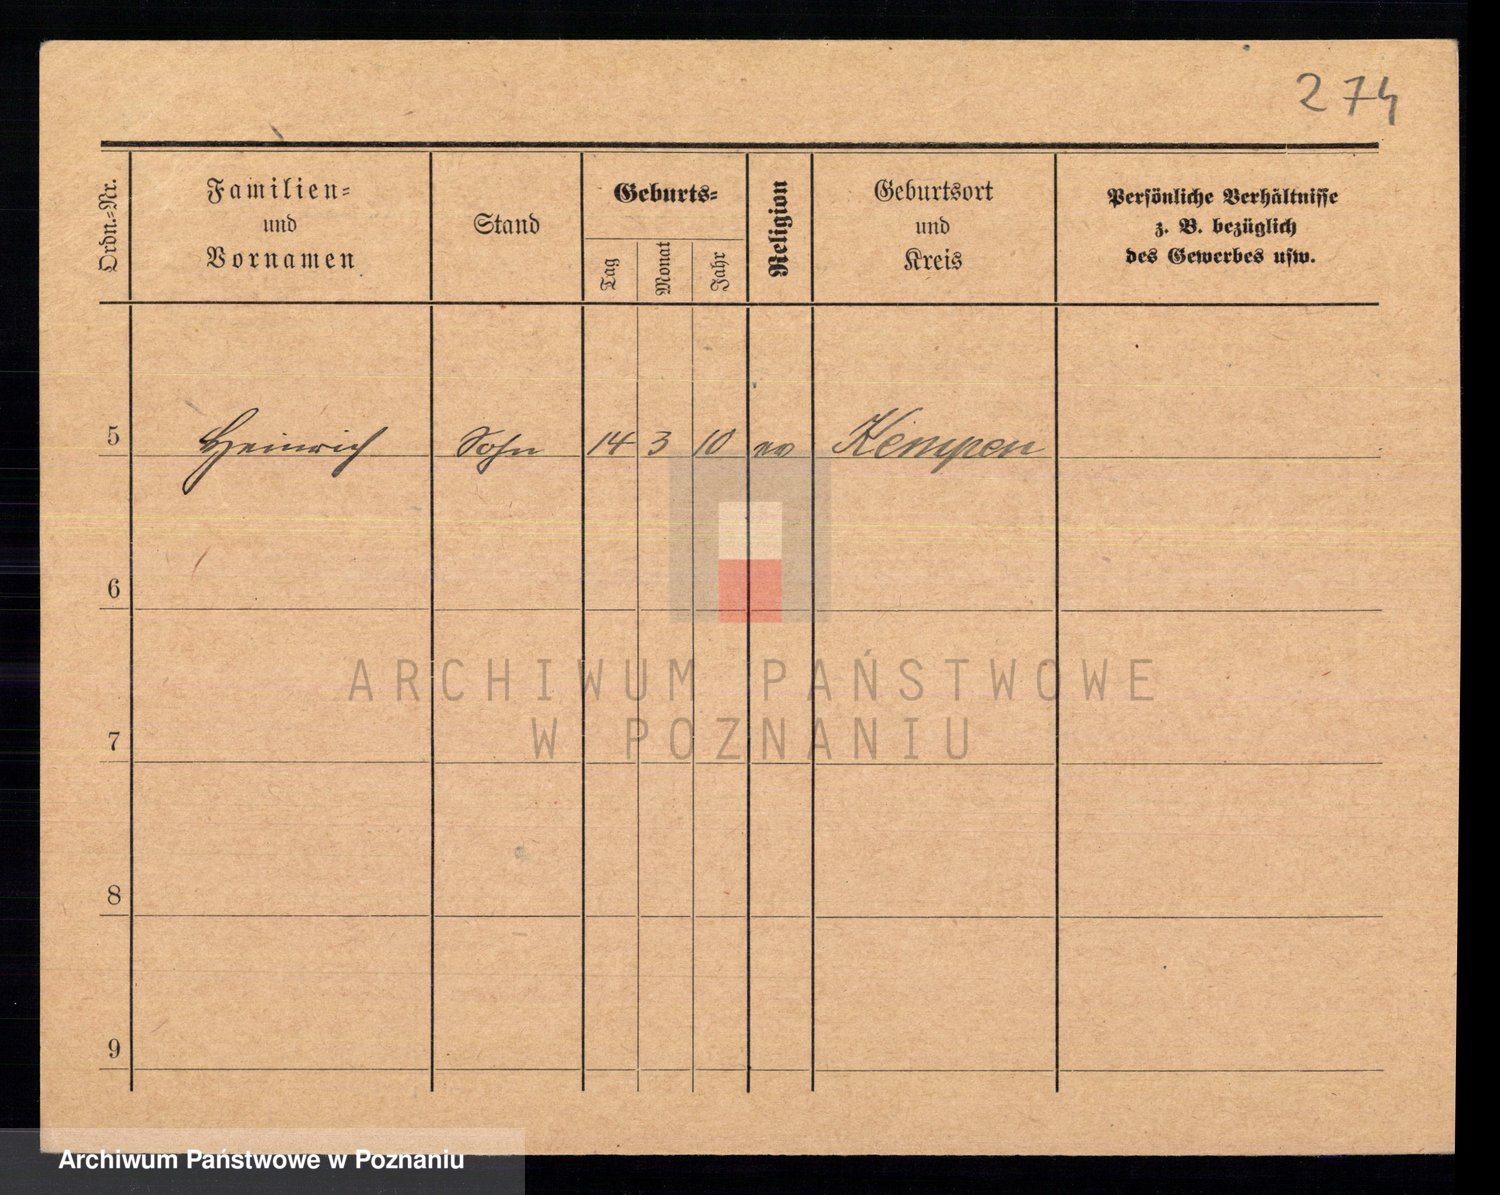 274
Ordn.-Nr.
Familien-
und
Vornamen
Stand
Geburts-
Tag
Monat
Jahr
Religion
Geburtsort
und
Kreis
Persönliche Verhältnisse
z. B. bezüglich
des Gewerbes usw.
5 Heinrich Sohn 14 3 10 ev Kempen
6
7
8
9
ARCHIWUM PAŃSTWOWE
W POZNANIU
Archiwum Państwowe w Poznaniu